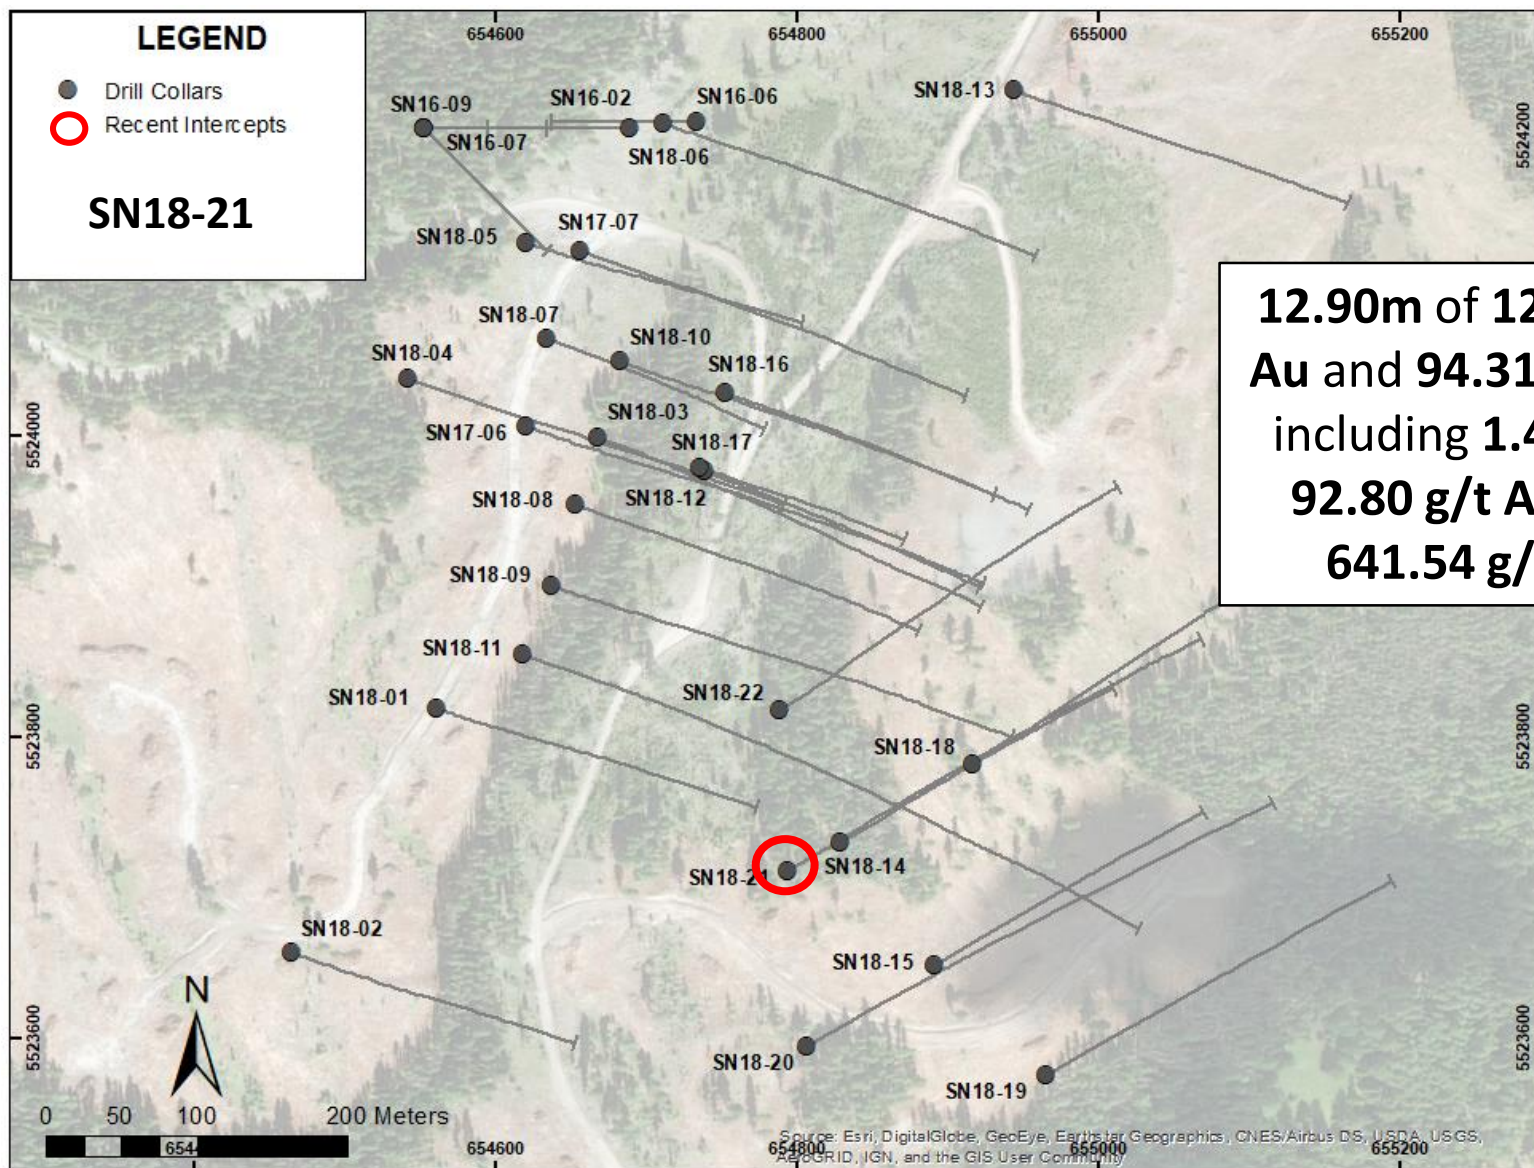 LEGEND
Drill Collars
Recent Intercepts
SN18-21
654600
654800
655000
655200
SN16-09
SN16-02
SN16-06
SN18-13
SN16-07
SN18-06
5524200
SN18-05
SN17-07
12.90m of 12
Au and 94.31
including 1.4
92.80 g/t A
641.54 g/
SN18-07
SN18-10
SN18-04
SN18-16
SN18-03
SN17-06
SN18-17
5524000
SN18-08
SN18-12
SN18-09
SN18-11
SN18-01
SN18-22
SN18-18
5523800
5523800
SN18-21
SN18-14
SN18-02
SN18-15
N
SN18-20
SN18-19
5523600
5523600
0 50 100 200 Meters
654
654600
654800
655000
655200
Source: Esri, DigitalGlobe, GeoEye, Earthstar Geographics, CNES/Airbus DS, USDA, USGS,
AeroGRID, IGN, and the GIS User Community